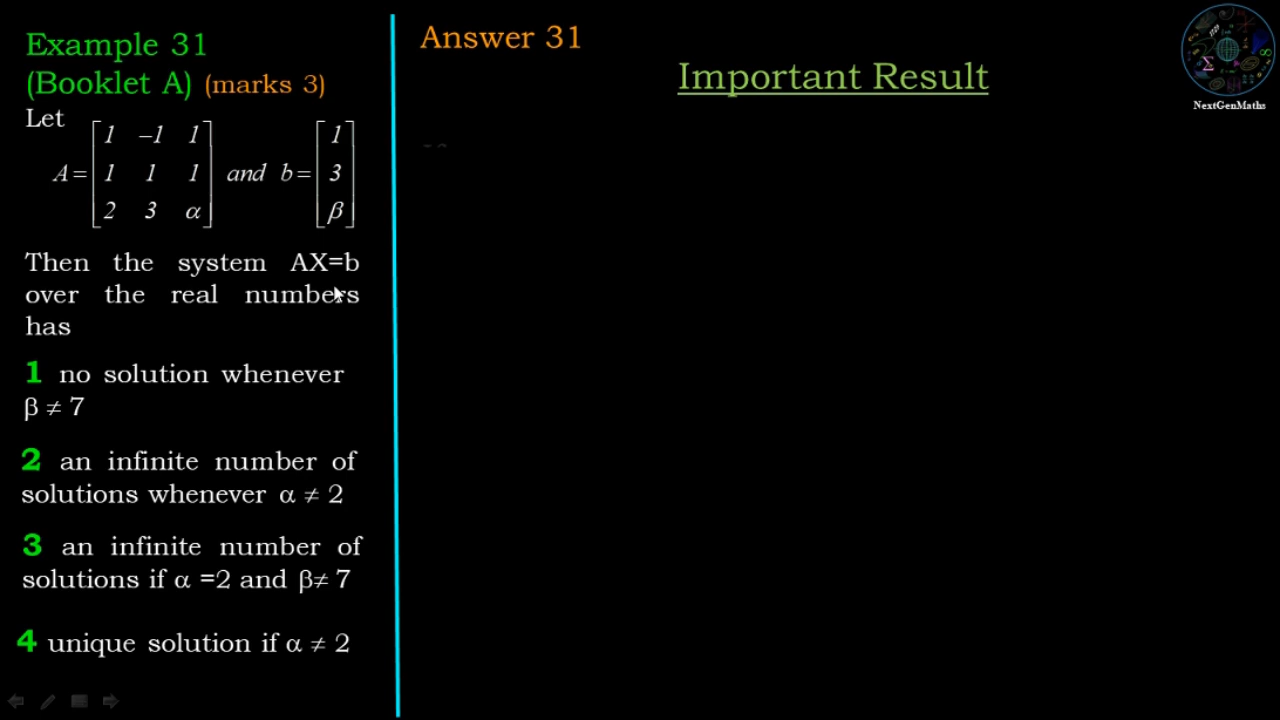 Example 31
(Booklet A) (marks 3)
Let
A = [1 –1 1
1 1 1
2 3 α] and b = [1
3
β]
Then the system AX=b
over the real numbers
has
1 no solution whenever
β ≠ 7
2 an infinite number of
solutions whenever α ≠ 2
3 an infinite number of
solutions if α =2 and β≠ 7
4 unique solution if α ≠ 2
Answer 31
Important Result
NextGenMaths